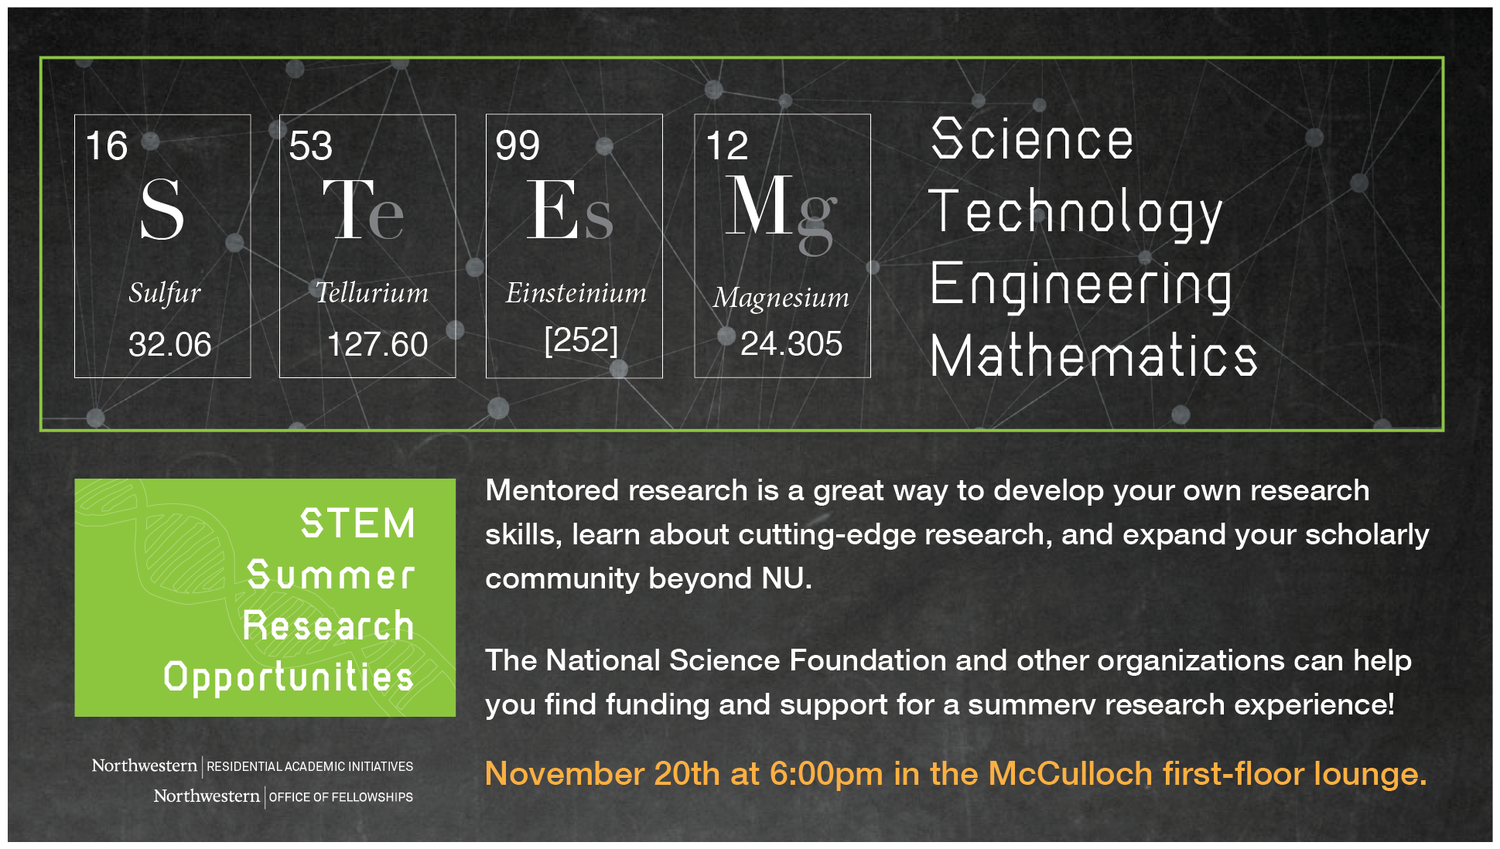 16
S
Sulfur
32.06
53
Te
Tellurium
127.60
99
Es
Einsteinium
[252]
12
Mg
Magnesium
24.305
Science
Technology
Engineering
Mathematics
STEM
Summer
Research
Opportunities
Mentored research is a great way to develop your own research
skills, learn about cutting-edge research, and expand your scholarly
community beyond NU.
The National Science Foundation and other organizations can help
you find funding and support for a summerv research experience!
November 20th at 6:00pm in the McCulloch first-floor lounge.
Northwestern | RESIDENTIAL ACADEMIC INITIATIVES
Northwestern | OFFICE OF FELLOWSHIPS